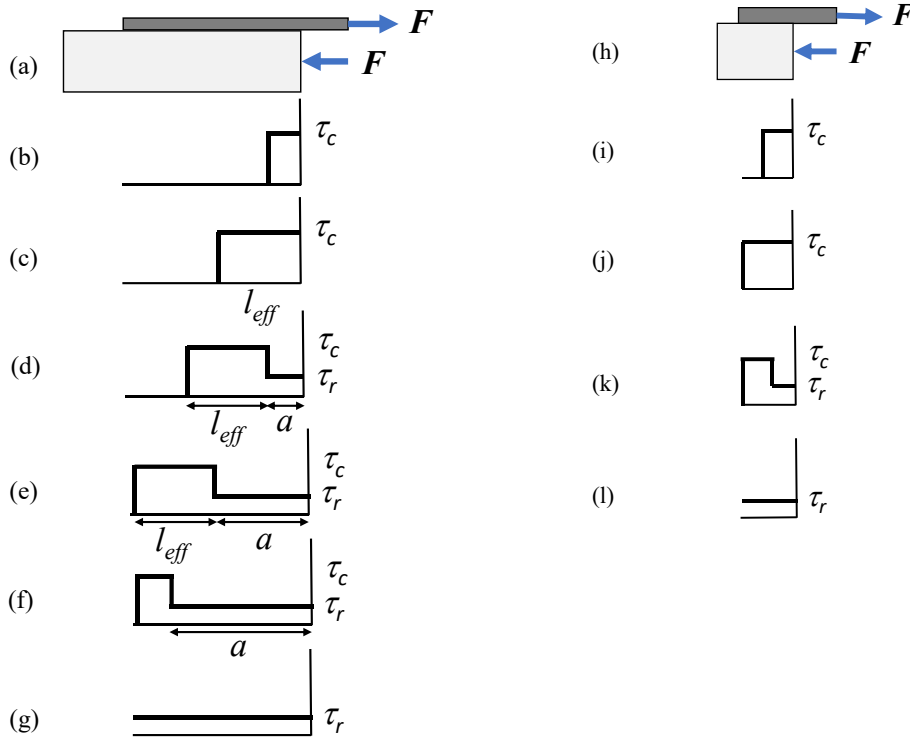 (a) F F
(b) τc
(c) τc
leff
(d) τc
τr
leff a
(e) τc
τr
leff a
(f) τc
τr
a
(g) τr
(h) F F
(i) τc
(j) τc
(k) τc
τr
(l) τr